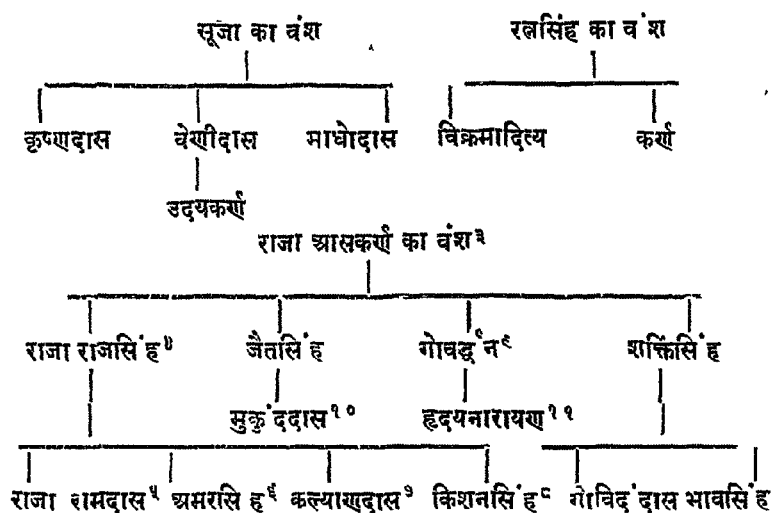 सूजा का वंश रत्नसिंह का वंश
कृष्णदास वेणीदास माधोदास विक्रमादित्य कर्ण
उदयकर्ण
राजा आसकर्ण का वंश³
राजा राजसिंह⁴ जैतसिंह गोवर्द्धन⁹ शक्तिसिंह
मुकुंददास¹⁰ हृदयनारायण¹¹
राजा रामदास⁵ अमरसिंह⁶ कल्याणदास⁷ किशनसिंह⁸ गोविंददास भावसिंह